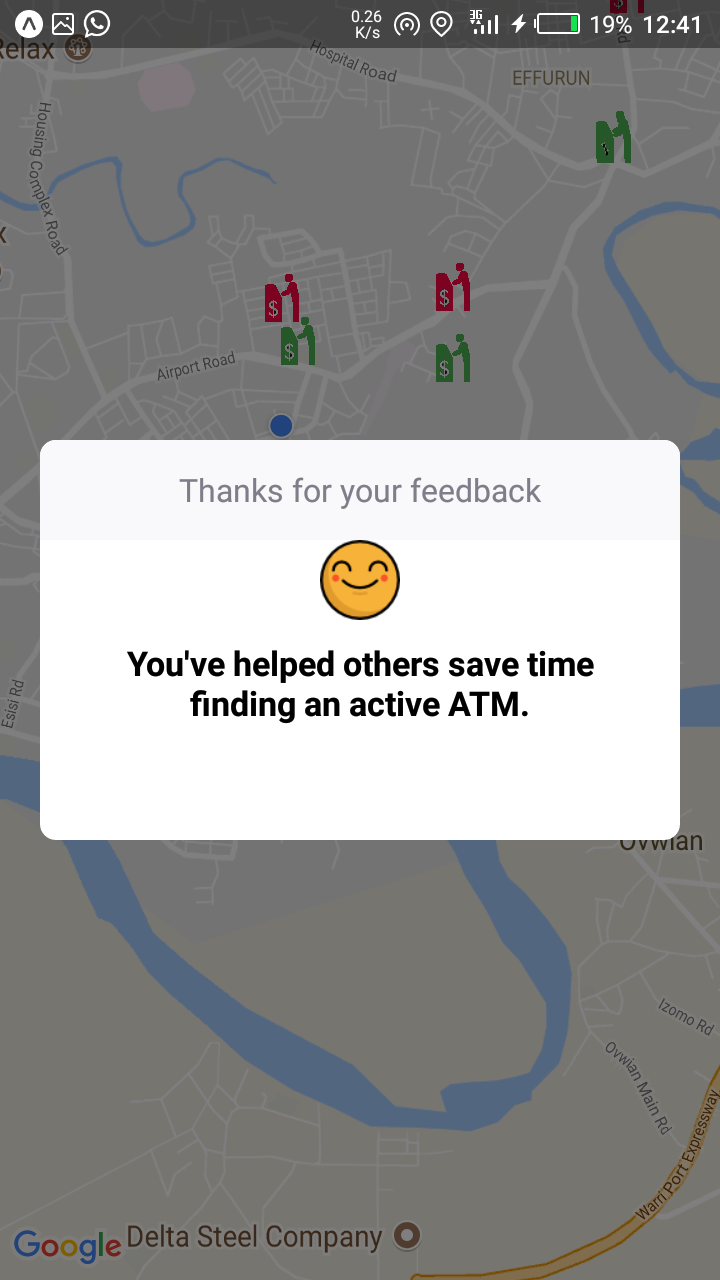 0.26
K/s
3G
19%
12:41
Relax
Hospital Road
EFFURUN
Housing Complex Road
$
$
$
$
Airport Road
Thanks for your feedback
You've helped others save time
finding an active ATM.
Esisi Rd
Ovwian
Izomo Rd
Ovwian Main Rd
Warri Port Expressway
Google
Delta Steel Company